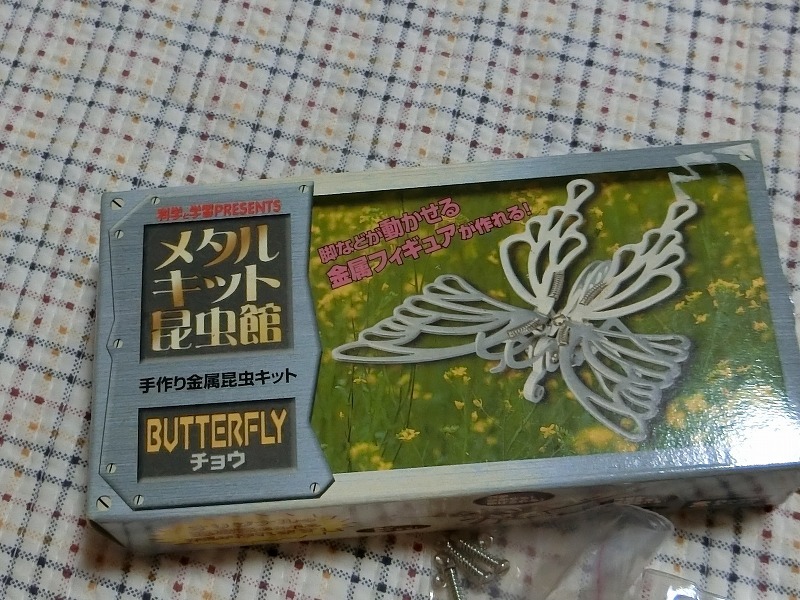 科学と学習PRESENTS
メタル
キット
昆虫館
手作り金属昆虫キット
BUTTERFLY
チョウ
脚などが動かせる
金属フィギュアが作れる!